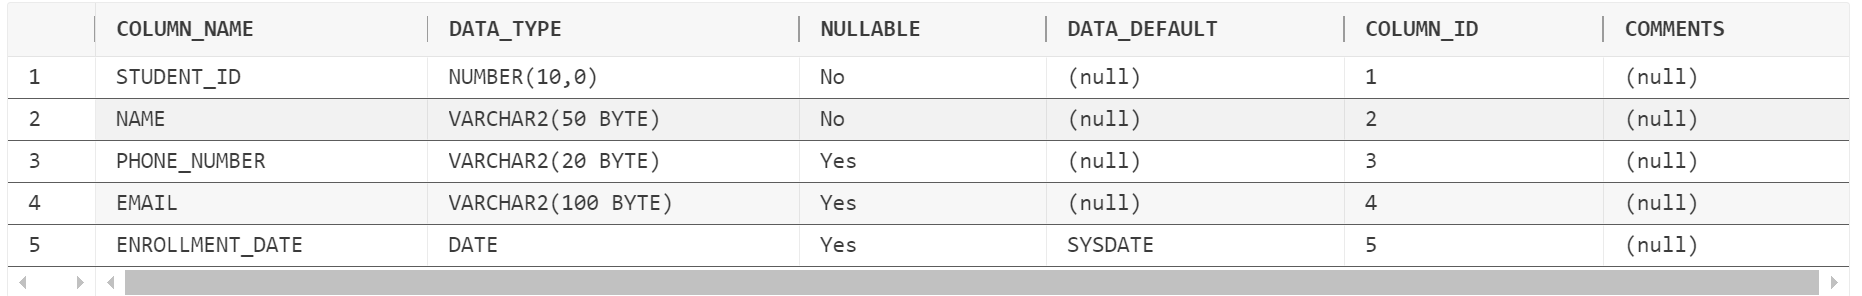 COLUMN_NAME DATA_TYPE NULLABLE DATA_DEFAULT COLUMN_ID COMMENTS
1 STUDENT_ID NUMBER(10,0) No (null) 1 (null)
2 NAME VARCHAR2(50 BYTE) No (null) 2 (null)
3 PHONE_NUMBER VARCHAR2(20 BYTE) Yes (null) 3 (null)
4 EMAIL VARCHAR2(100 BYTE) Yes (null) 4 (null)
5 ENROLLMENT_DATE DATE Yes SYSDATE 5 (null)